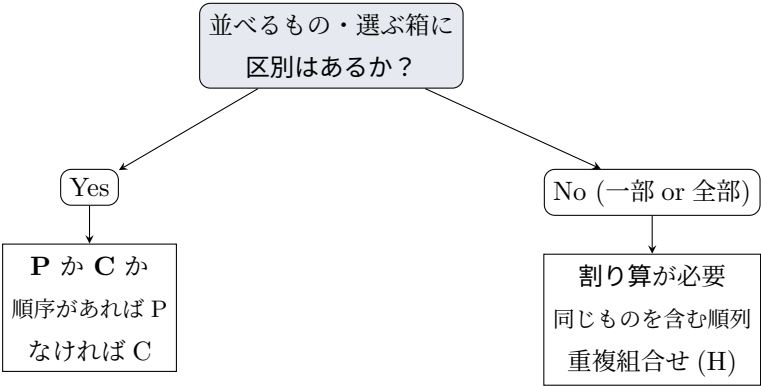 並べるもの・選ぶ箱に
区別はあるか？
Yes
No (一部 or 全部)
P か C か
順序があれば P
なければ C
割り算が必要
同じものを含む順列
重複組合せ (H)